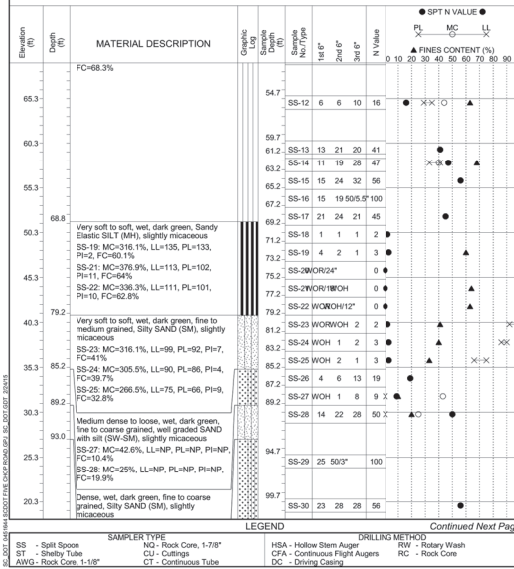 ● SPT N VALUE ●
PL MC LL
▲ FINES CONTENT (%)
0 10 20 30 40 50 60 70 80 90
Elevation (ft)
Depth (ft)
MATERIAL DESCRIPTION
Graphic Log
Sample Depth (ft)
Sample No./Type
1st 6"
2nd 6"
3rd 6"
N Value
FC=68.3%
54.7
65.3
SS-12 6 6 10 16
59.7
60.3
61.2 SS-13 13 21 20 41
63.2 SS-14 11 19 28 47
65.2 SS-15 15 24 32 56
55.3
67.2 SS-16 15 19 50/5.5" 100
68.8
69.2 SS-17 21 24 21 45
Very soft to soft, wet, dark green, Sandy
Elastic SILT (MH), slightly micaceous
SS-19: MC=316.1%, LL=135, PL=133,
PI=2, FC=60.1%
SS-21: MC=376.9%, LL=113, PL=102,
PI=11, FC=64%
SS-22: MC=336.3%, LL=111, PL=101,
PI=10, FC=62.8%
50.3
71.2 SS-18 1 1 1 2
73.2 SS-19 4 2 1 3
75.2 SS-20 WOR/24" 0
45.3
77.2 SS-21 WOR/18" WOH 0
79.2
79.2 SS-22 WOR WOH/12" 0
Very soft to soft, wet, dark green, fine to
medium grained, Silty SAND (SM), slightly
micaceous
SS-23: MC=316.1%, LL=99, PL=92, PI=7,
FC=41%
SS-24: MC=305.5%, LL=90, PL=86, PI=4,
FC=39.7%
SS-25: MC=266.5%, LL=75, PL=66, PI=9,
FC=32.8%
40.3
81.2 SS-23 WOR WOH 2 2
83.2 SS-24 WOH 1 2 3
85.2
85.2 SS-25 WOH 2 1 3
35.3
87.2 SS-26 4 6 13 19
89.2
89.2 SS-27 WOH 1 8 9
Medium dense to loose, wet, dark green,
fine to coarse grained, well graded SAND
with silt (SW-SM), slightly micaceous
SS-27: MC=42.6%, LL=NP, PL=NP, PI=NP,
FC=10.4%
SS-28: MC=25%, LL=NP, PL=NP, PI=NP,
FC=19.9%
30.3
SS-28 14 22 28 50
93.0
94.7
25.3
SS-29 25 50/3" 100
Dense, wet, dark green, fine to coarse
grained, Silty SAND (SM), slightly
micaceous
99.7
20.3
SS-30 23 28 28 56
LEGEND
Continued Next Pag
SAMPLER TYPE
DRILLING METHOD
SS - Split Spoon
NQ - Rock Core, 1-7/8"
HSA - Hollow Stem Auger
RW - Rotary Wash
ST - Shelby Tube
CU - Cuttings
CFA - Continuous Flight Augers
RC - Rock Core
AWG - Rock Core, 1-1/8"
CT - Continuous Tube
DC - Driving Casing